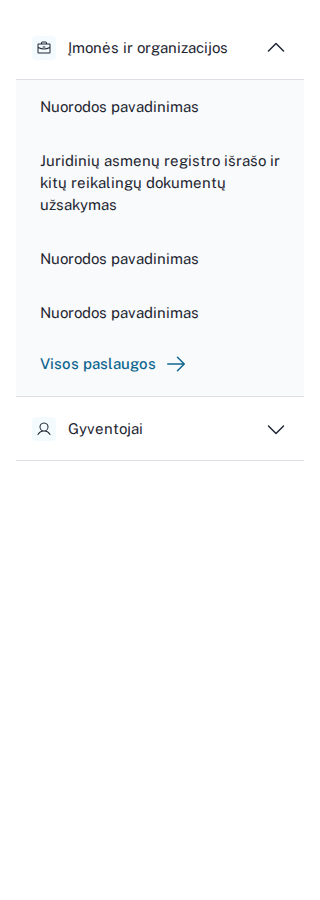 Įmonės ir organizacijos
Nuorodos pavadinimas
Juridinių asmenų registro išrašo ir
kitų reikalingų dokumentų
užsakymas
Nuorodos pavadinimas
Nuorodos pavadinimas
Visos paslaugos
Gyventojai